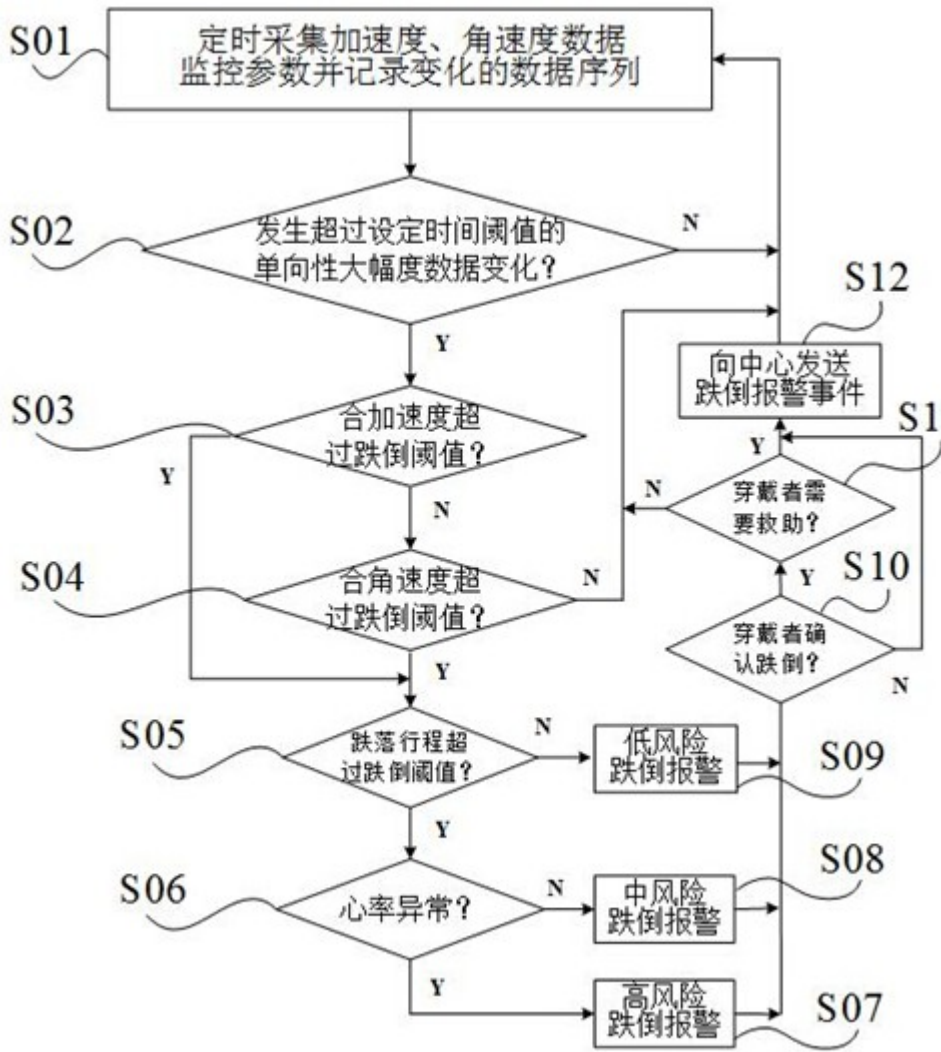 S01
定时采集加速度、角速度数据
监控参数并记录变化的数据序列
S02
发生超过设定时间阈值的
单向性大幅度数据变化?
N
Y
S12
向中心发送
跌倒报警事件
S03
合加速度超
过跌倒阈值?
Y
N
S1
穿戴者需
要救助?
Y
N
S04
合角速度超
过跌倒阈值?
N
Y
S10
穿戴者确
认跌倒?
Y
N
S05
跌落行程超
过跌倒阈值?
N
Y
低风险
跌倒报警
S09
S06
心率异常?
N
Y
中风险
跌倒报警
S08
高风险
跌倒报警
S07